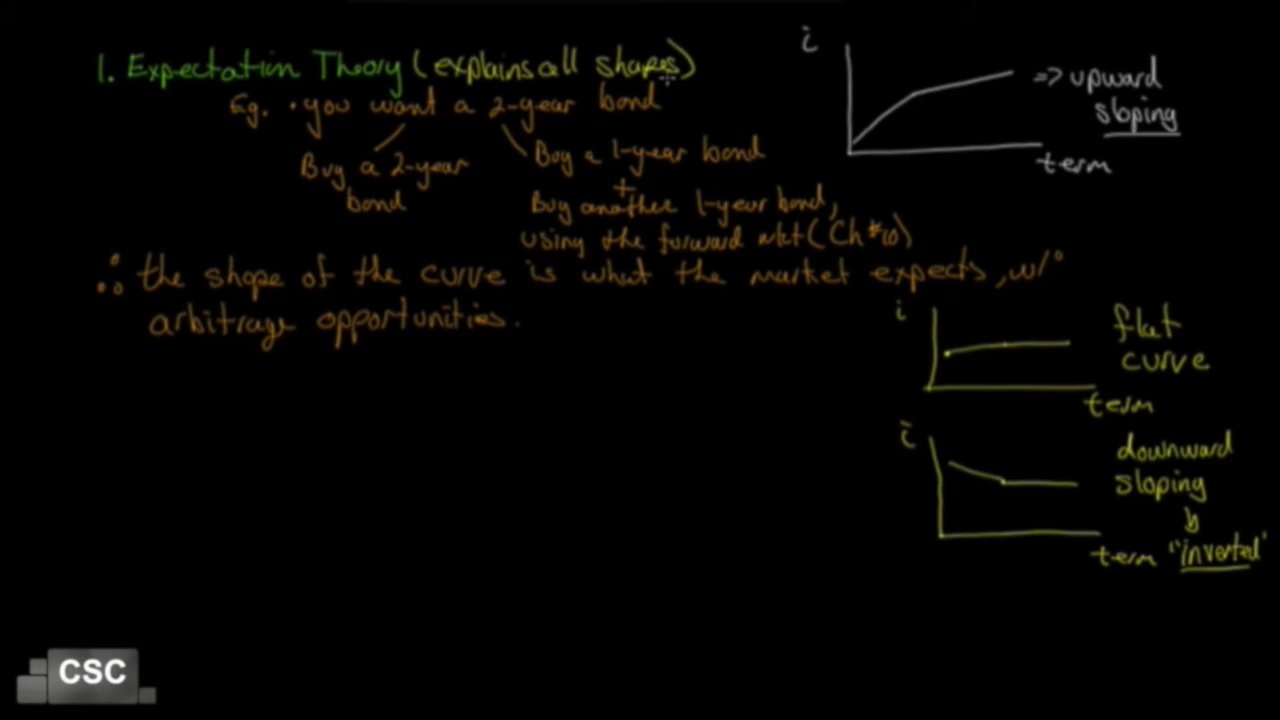 1. Expectation Theory (explains all shapes)
Eg. · you want a 2-year bond
Buy a 2-year
bond
Buy a 1-year bond
+
Buy another 1-year bond,
using the forward mkt (Ch #10)
∴ the shape of the curve is what the market expects, w/o
arbitrage opportunities.
i
=> upward
sloping
term
i
flat
curve
term
i
downward
sloping
↳
term "inverted"
CSC